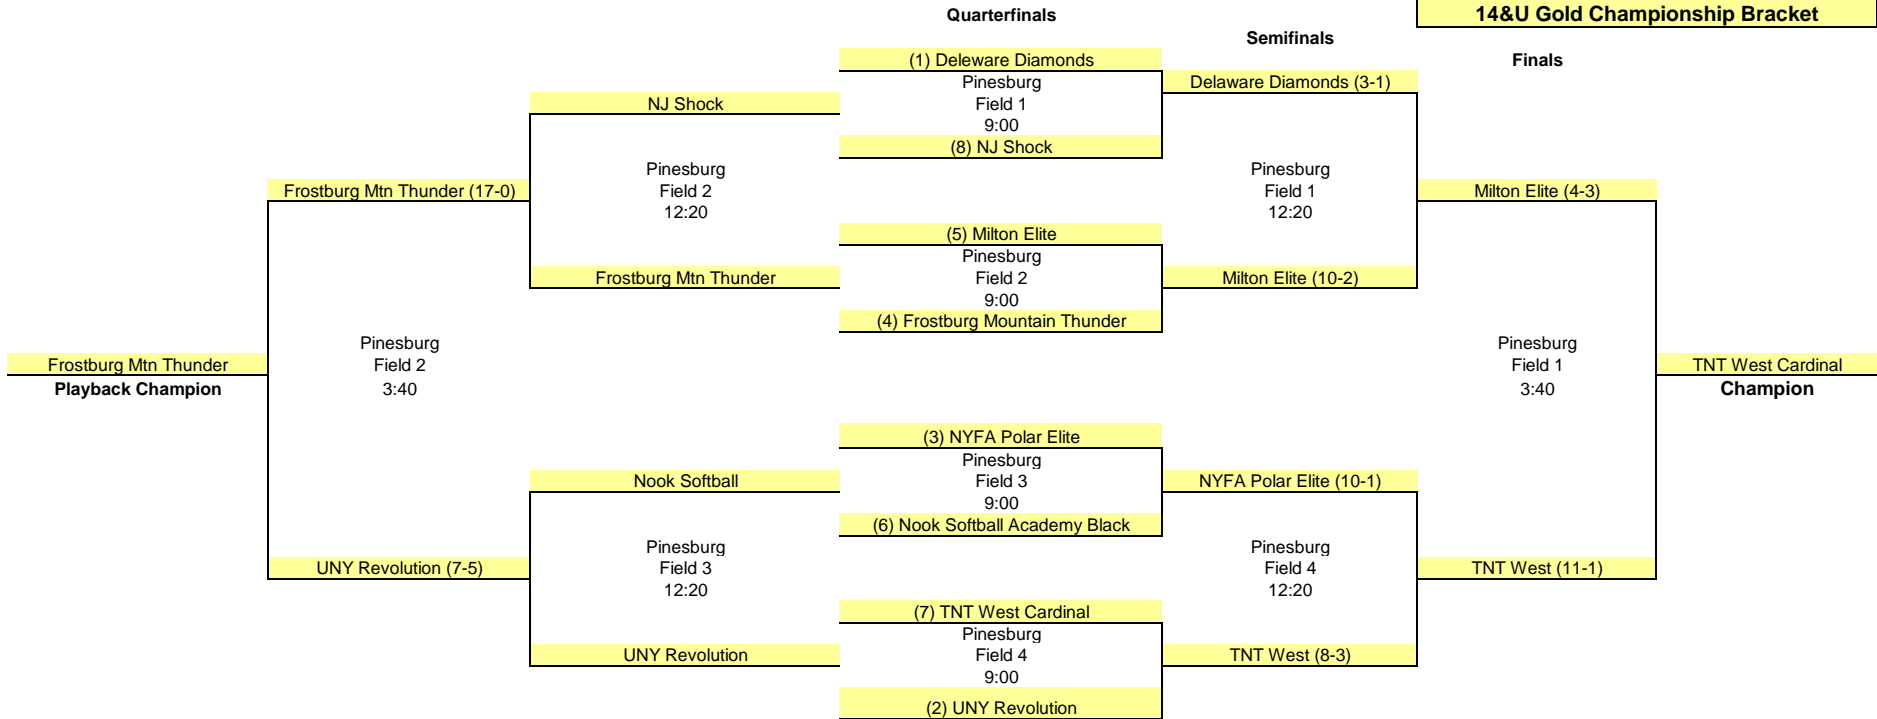 Quarterfinals
14&U Gold Championship Bracket
Semifinals
Finals
(1) Deleware Diamonds
Pinesburg
Field 1
9:00
(8) NJ Shock
Delaware Diamonds (3-1)
NJ Shock
Pinesburg
Field 2
12:20
Pinesburg
Field 1
12:20
Frostburg Mtn Thunder (17-0)
Milton Elite (4-3)
(5) Milton Elite
Pinesburg
Field 2
9:00
(4) Frostburg Mountain Thunder
Frostburg Mtn Thunder
Milton Elite (10-2)
Pinesburg
Field 2
3:40
Pinesburg
Field 1
3:40
Frostburg Mtn Thunder
Playback Champion
TNT West Cardinal
Champion
(3) NYFA Polar Elite
Pinesburg
Field 3
9:00
(6) Nook Softball Academy Black
Nook Softball
NYFA Polar Elite (10-1)
Pinesburg
Field 3
12:20
Pinesburg
Field 4
12:20
UNY Revolution (7-5)
TNT West (11-1)
(7) TNT West Cardinal
Pinesburg
Field 4
9:00
(2) UNY Revolution
UNY Revolution
TNT West (8-3)